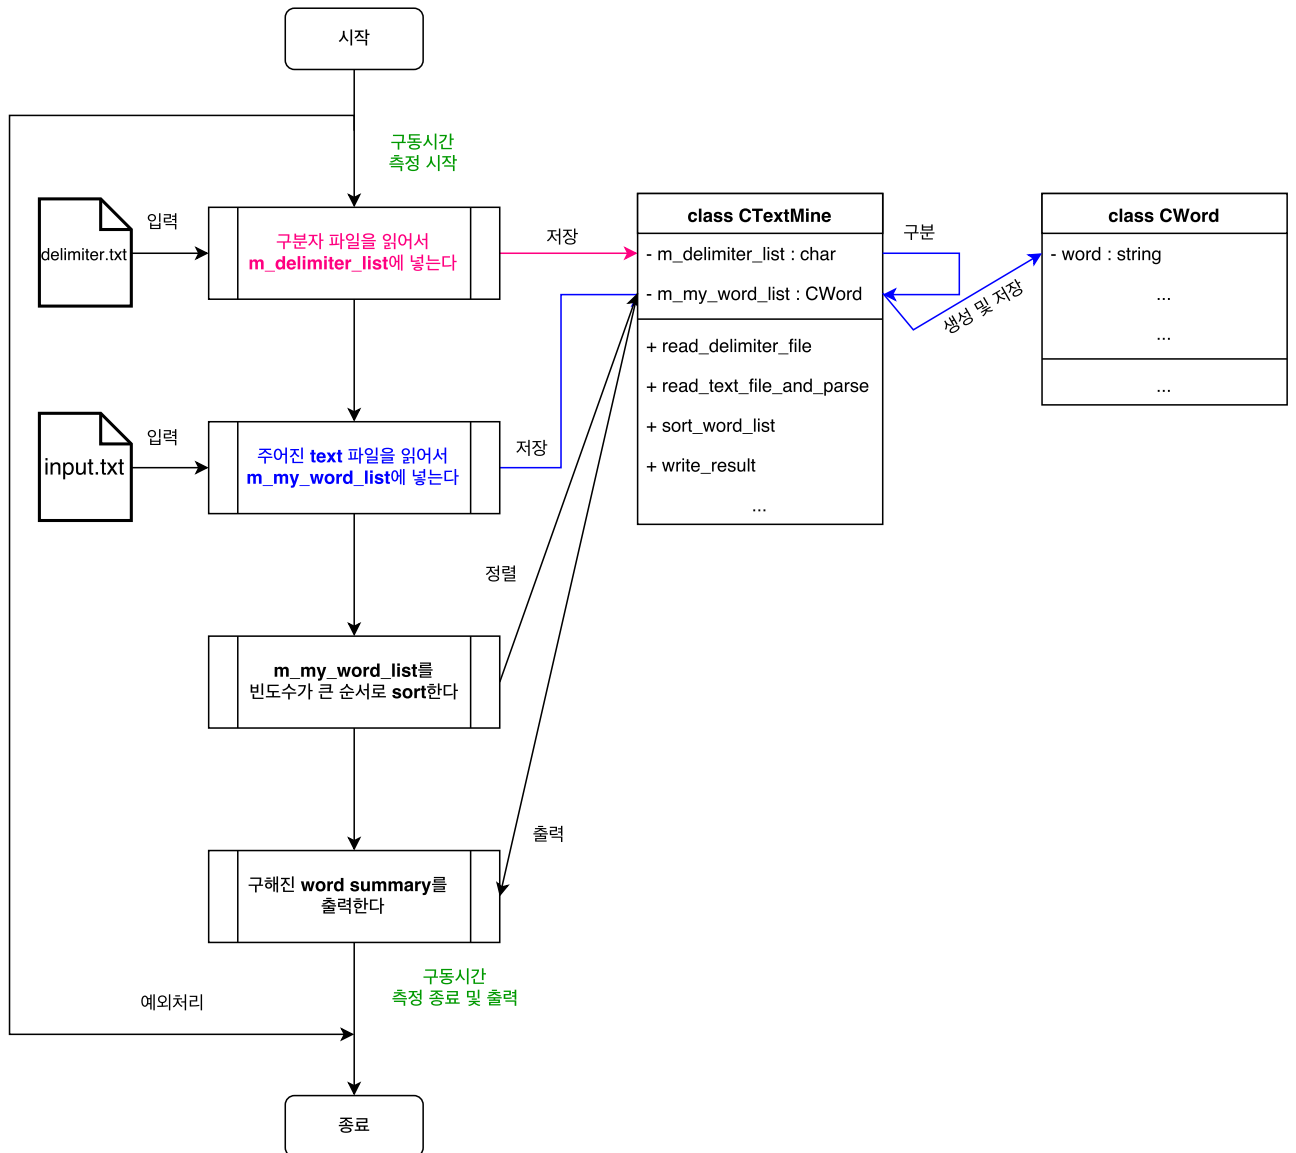 시작
구동시간
측정 시작
delimiter.txt
입력
구분자 파일을 읽어서
m_delimiter_list에 넣는다
저장
class CTextMine
- m_delimiter_list : char
- m_my_word_list : CWord
+ read_delimiter_file
+ read_text_file_and_parse
+ sort_word_list
+ write_result
...
구분
생성 및 저장
class CWord
- word : string
...
...
...
input.txt
입력
주어진 text 파일을 읽어서
m_my_word_list에 넣는다
저장
정렬
m_my_word_list를
빈도수가 큰 순서로 sort한다
출력
구해진 word summary를
출력한다
구동시간
측정 종료 및 출력
예외처리
종료